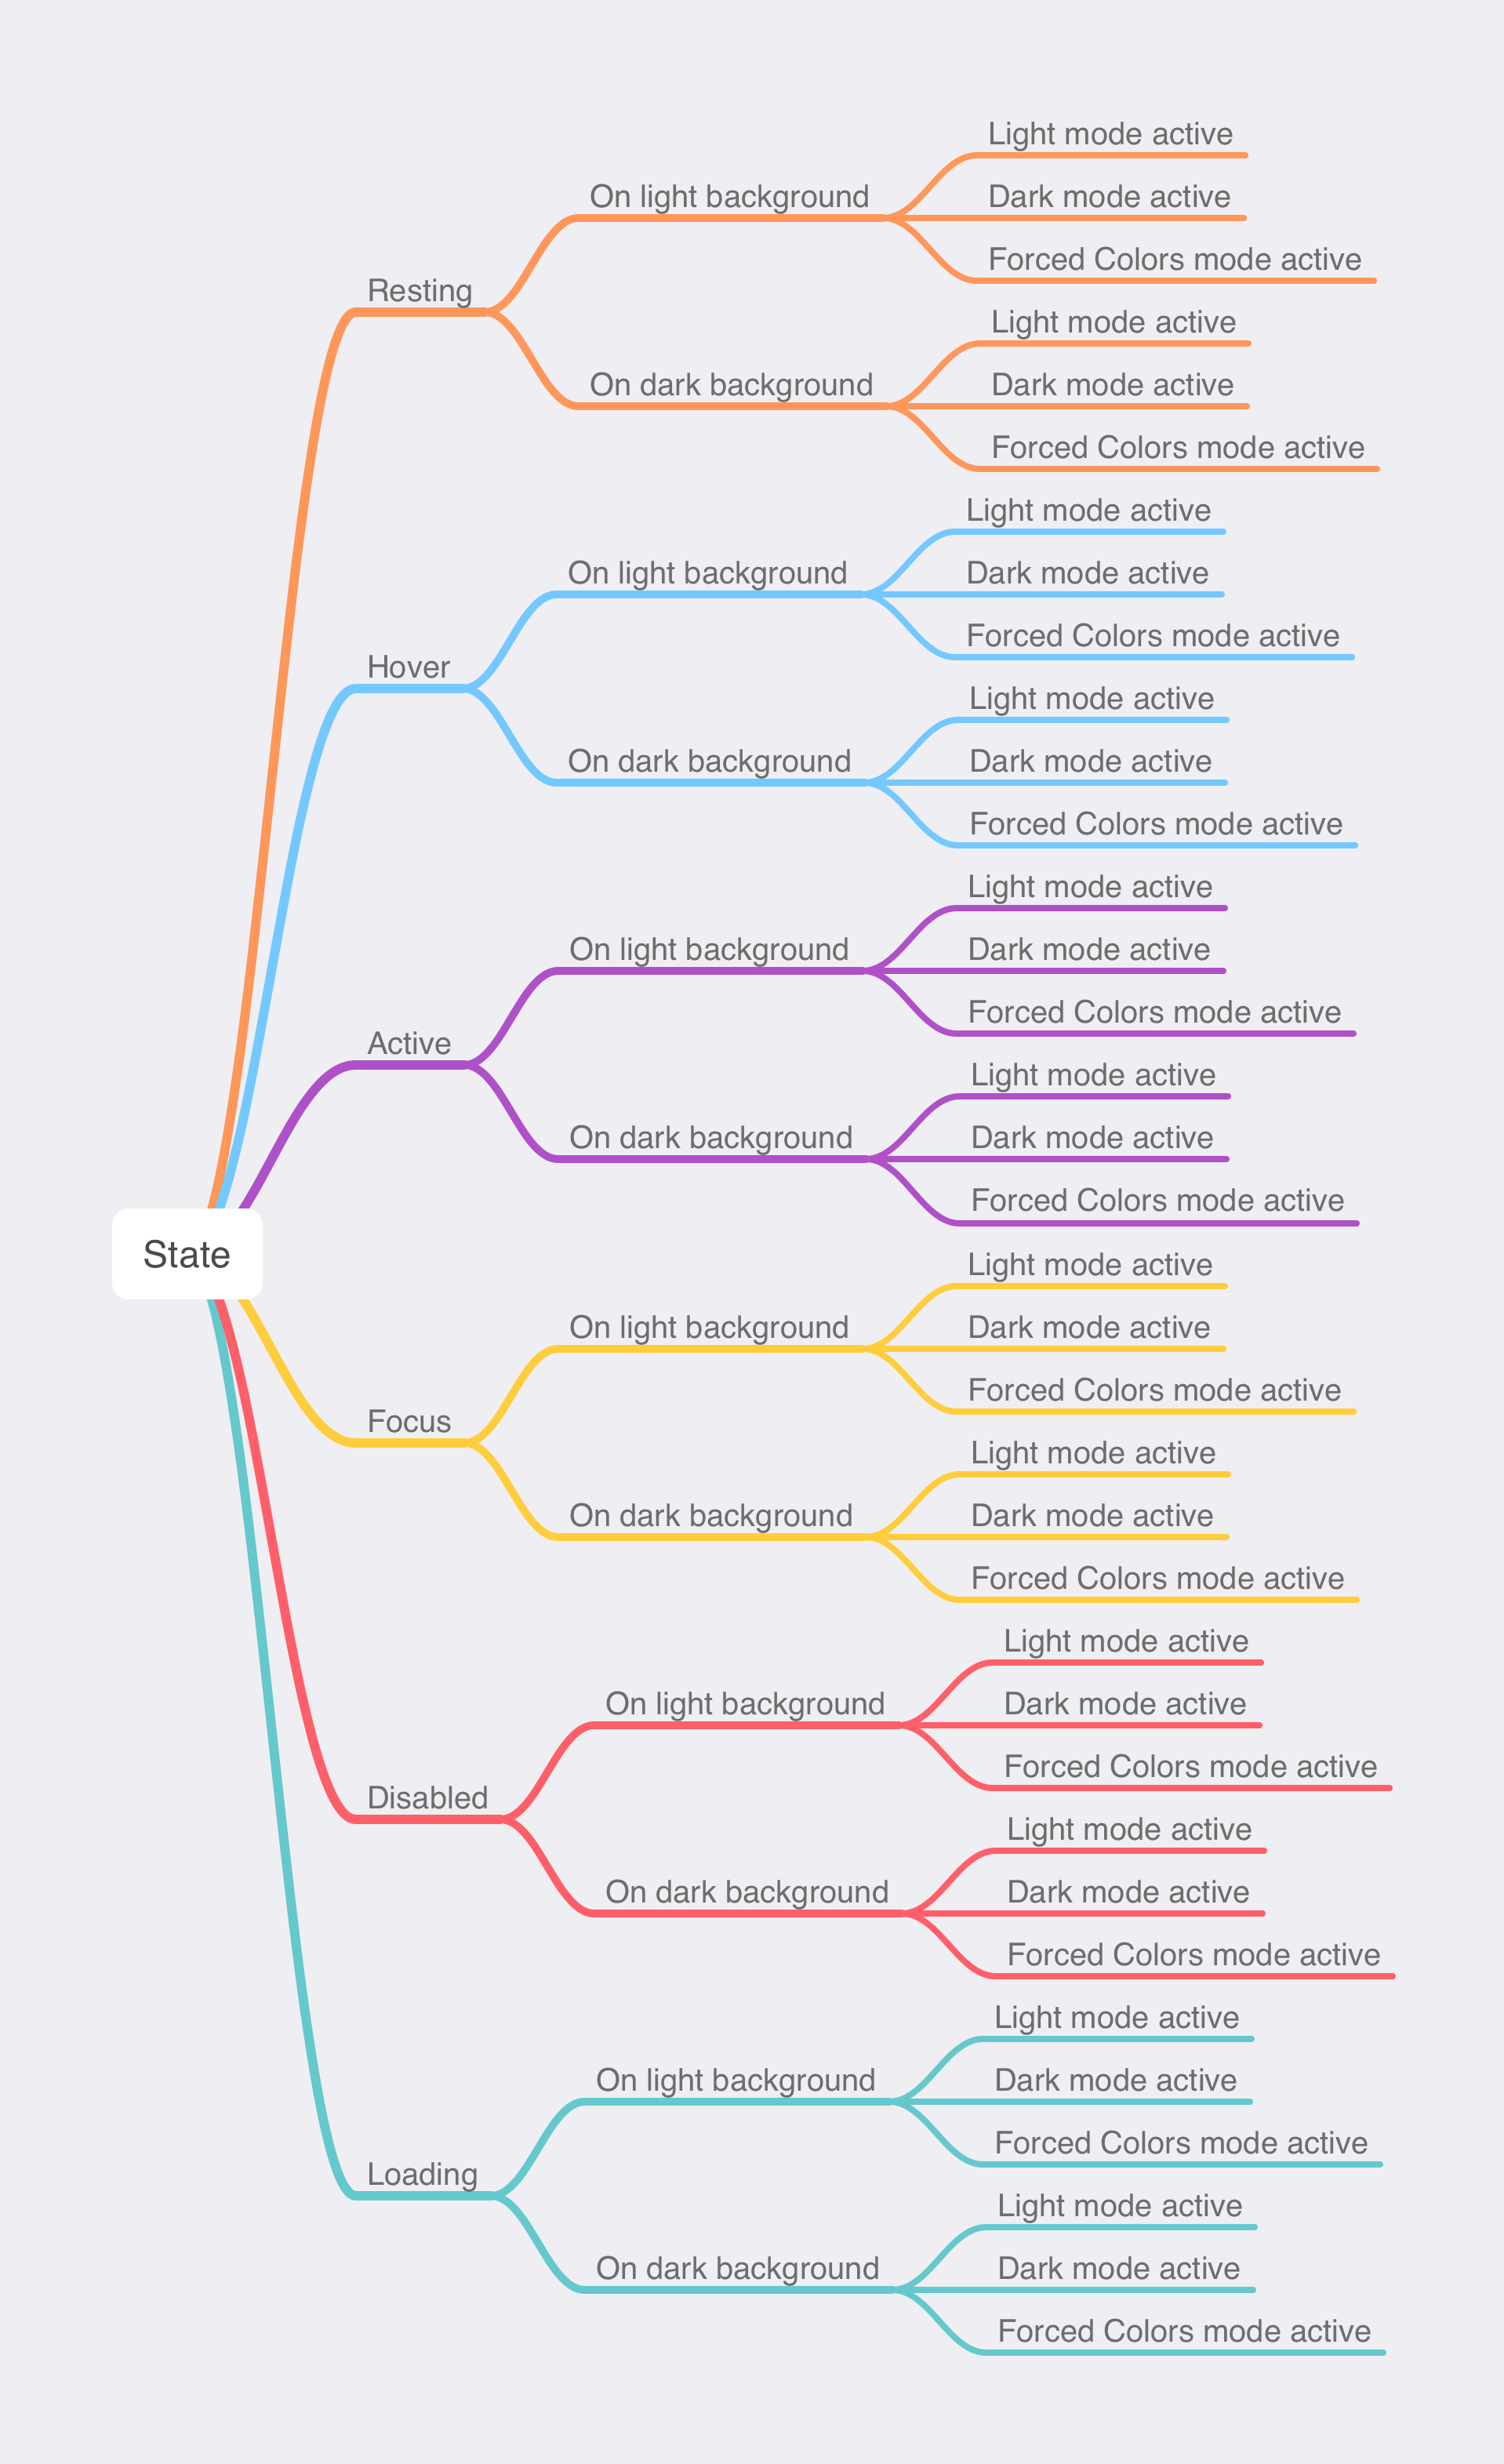 State
Resting
On light background
Light mode active
Dark mode active
Forced Colors mode active
On dark background
Light mode active
Dark mode active
Forced Colors mode active
Hover
On light background
Light mode active
Dark mode active
Forced Colors mode active
On dark background
Light mode active
Dark mode active
Forced Colors mode active
Active
On light background
Light mode active
Dark mode active
Forced Colors mode active
On dark background
Light mode active
Dark mode active
Forced Colors mode active
Focus
On light background
Light mode active
Dark mode active
Forced Colors mode active
On dark background
Light mode active
Dark mode active
Forced Colors mode active
Disabled
On light background
Light mode active
Dark mode active
Forced Colors mode active
On dark background
Light mode active
Dark mode active
Forced Colors mode active
Loading
On light background
Light mode active
Dark mode active
Forced Colors mode active
On dark background
Light mode active
Dark mode active
Forced Colors mode active